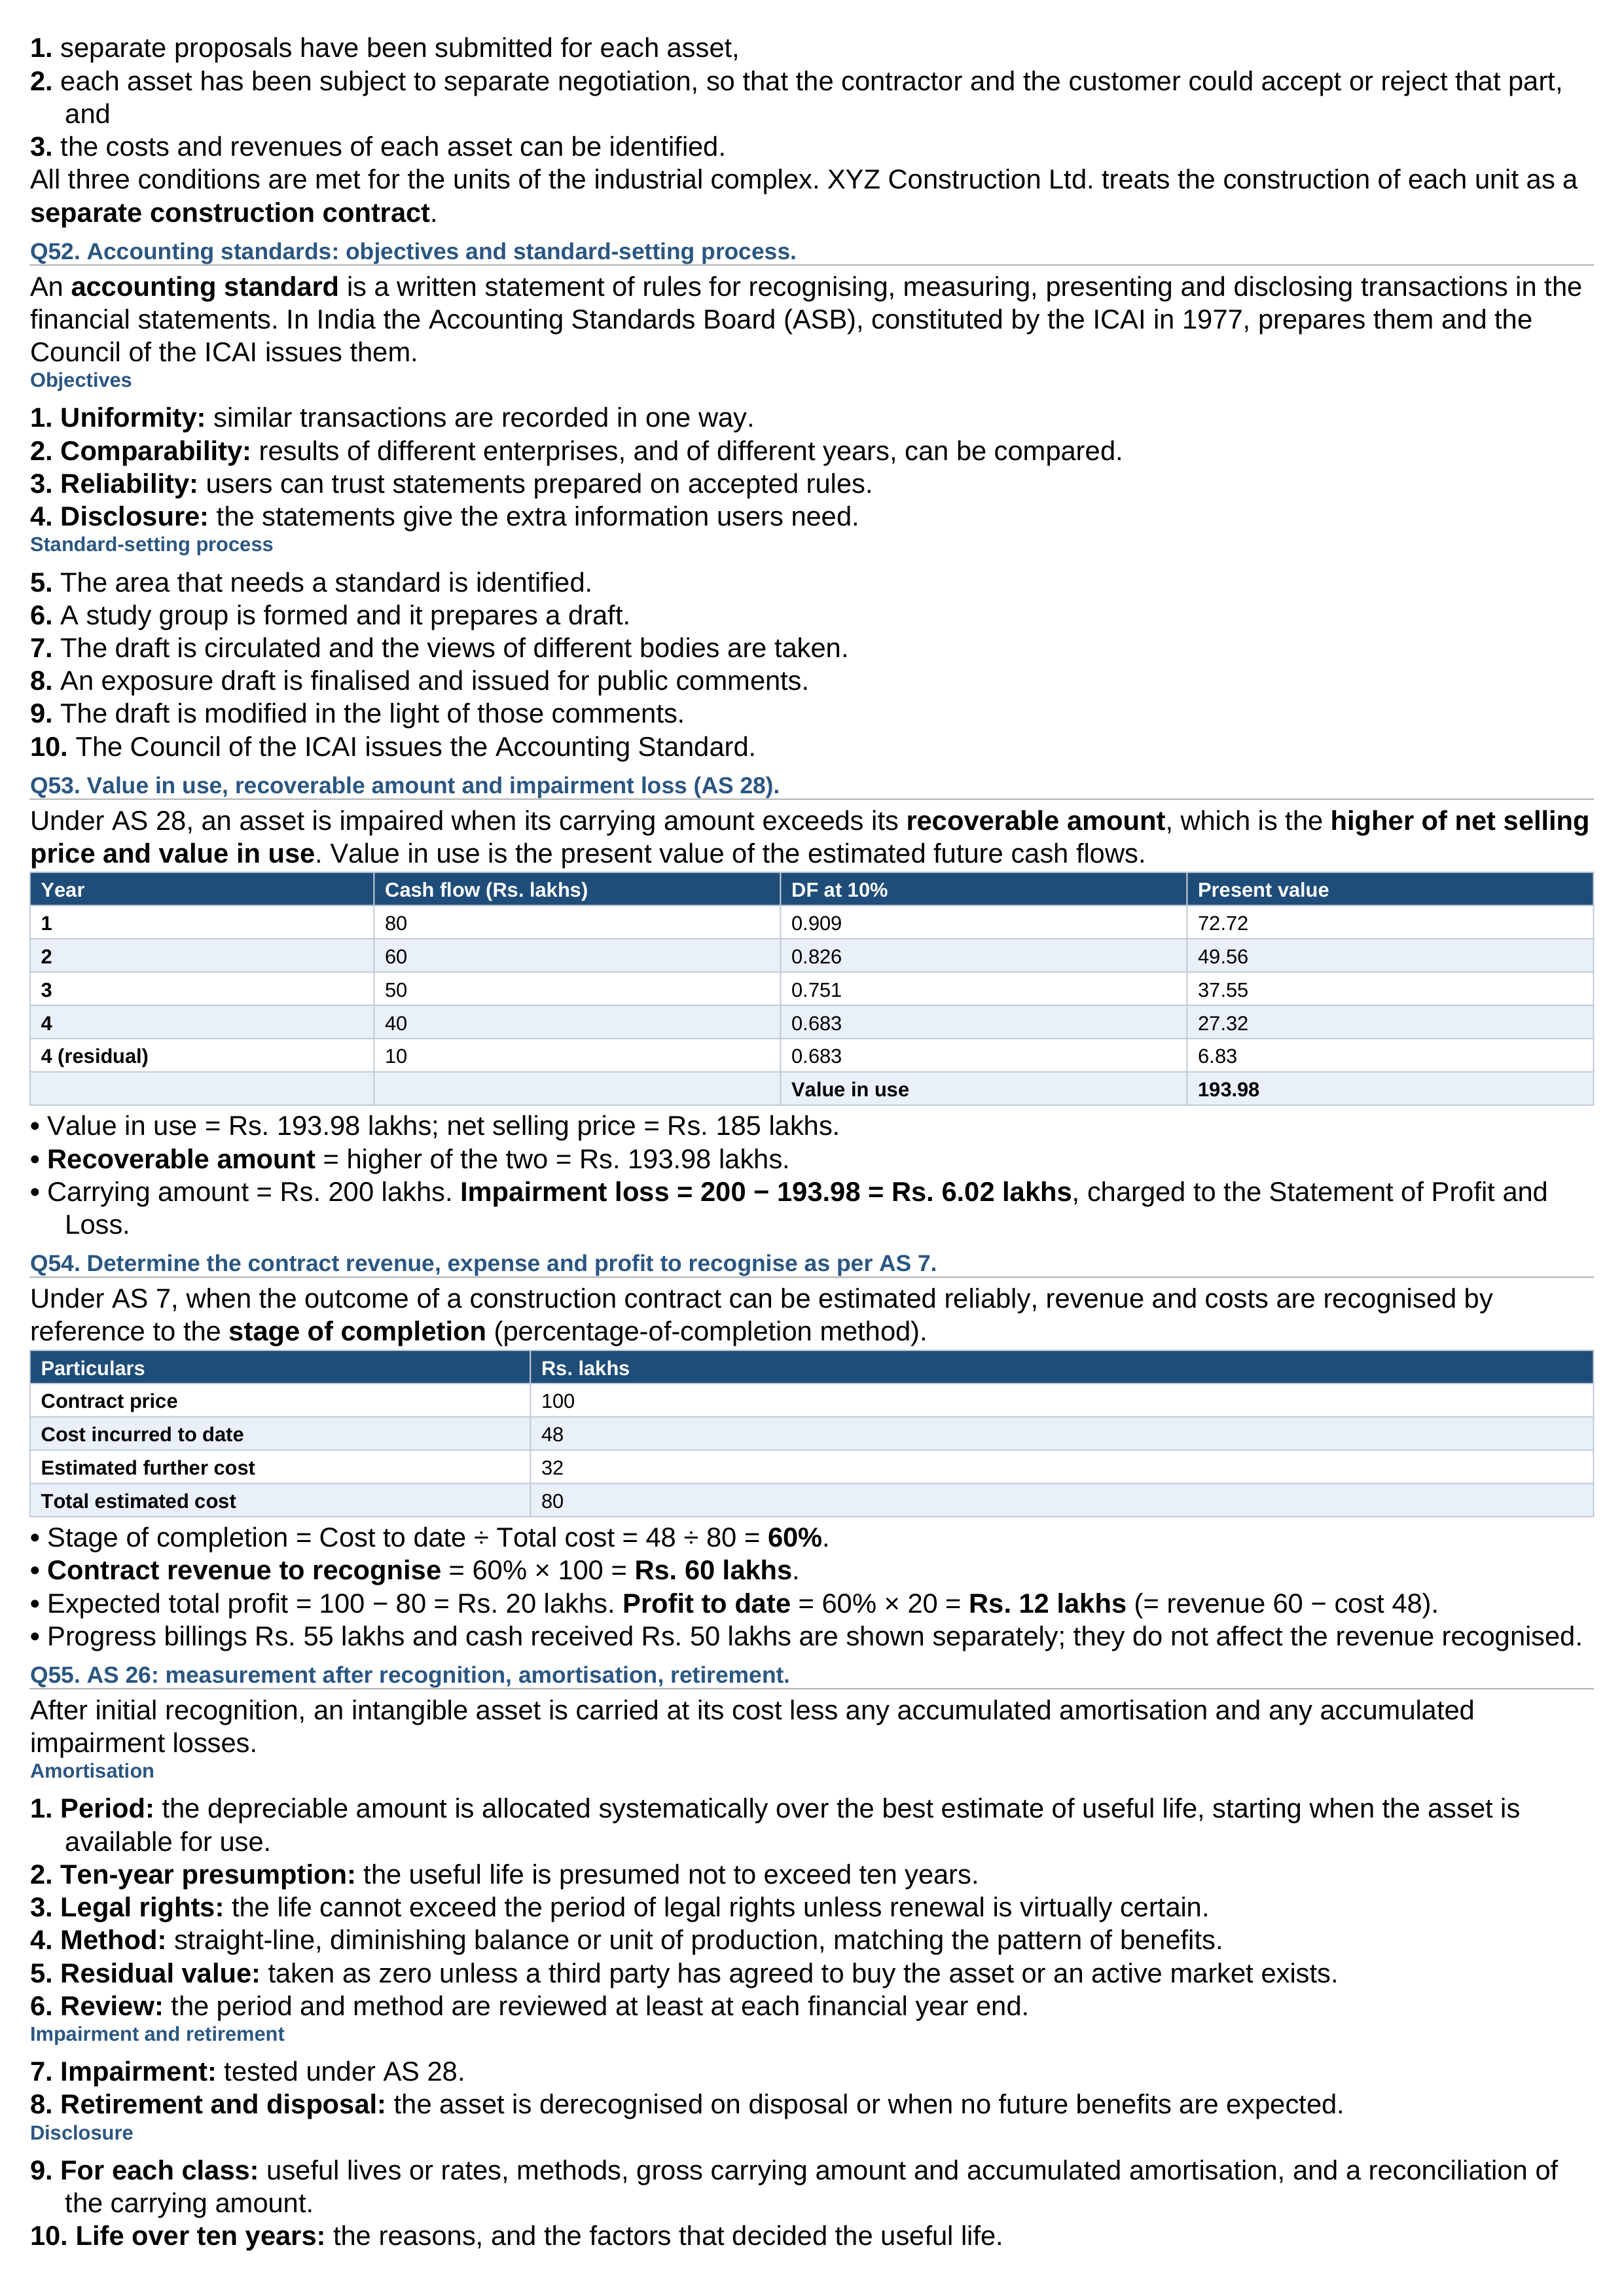 1. separate proposals have been submitted for each asset,
2. each asset has been subject to separate negotiation, so that the contractor and the customer could accept or reject that part,
and
3. the costs and revenues of each asset can be identified.
All three conditions are met for the units of the industrial complex. XYZ Construction Ltd. treats the construction of each unit as a
separate construction contract.
Q52. Accounting standards: objectives and standard-setting process.
An accounting standard is a written statement of rules for recognising, measuring, presenting and disclosing transactions in the
financial statements. In India the Accounting Standards Board (ASB), constituted by the ICAI in 1977, prepares them and the
Council of the ICAI issues them.
Objectives
1. Uniformity: similar transactions are recorded in one way.
2. Comparability: results of different enterprises, and of different years, can be compared.
3. Reliability: users can trust statements prepared on accepted rules.
4. Disclosure: the statements give the extra information users need.
Standard-setting process
5. The area that needs a standard is identified.
6. A study group is formed and it prepares a draft.
7. The draft is circulated and the views of different bodies are taken.
8. An exposure draft is finalised and issued for public comments.
9. The draft is modified in the light of those comments.
10. The Council of the ICAI issues the Accounting Standard.
Q53. Value in use, recoverable amount and impairment loss (AS 28).
Under AS 28, an asset is impaired when its carrying amount exceeds its recoverable amount, which is the higher of net selling
price and value in use. Value in use is the present value of the estimated future cash flows.
Year Cash flow (Rs. lakhs) DF at 10% Present value
1 80 0.909 72.72
2 60 0.826 49.56
3 50 0.751 37.55
4 40 0.683 27.32
4 (residual) 10 0.683 6.83
Value in use 193.98
• Value in use = Rs. 193.98 lakhs; net selling price = Rs. 185 lakhs.
• Recoverable amount = higher of the two = Rs. 193.98 lakhs.
• Carrying amount = Rs. 200 lakhs. Impairment loss = 200 − 193.98 = Rs. 6.02 lakhs, charged to the Statement of Profit and
Loss.
Q54. Determine the contract revenue, expense and profit to recognise as per AS 7.
Under AS 7, when the outcome of a construction contract can be estimated reliably, revenue and costs are recognised by
reference to the stage of completion (percentage-of-completion method).
Particulars Rs. lakhs
Contract price 100
Cost incurred to date 48
Estimated further cost 32
Total estimated cost 80
• Stage of completion = Cost to date ÷ Total cost = 48 ÷ 80 = 60%.
• Contract revenue to recognise = 60% × 100 = Rs. 60 lakhs.
• Expected total profit = 100 − 80 = Rs. 20 lakhs. Profit to date = 60% × 20 = Rs. 12 lakhs (= revenue 60 − cost 48).
• Progress billings Rs. 55 lakhs and cash received Rs. 50 lakhs are shown separately; they do not affect the revenue recognised.
Q55. AS 26: measurement after recognition, amortisation, retirement.
After initial recognition, an intangible asset is carried at its cost less any accumulated amortisation and any accumulated
impairment losses.
Amortisation
1. Period: the depreciable amount is allocated systematically over the best estimate of useful life, starting when the asset is
available for use.
2. Ten-year presumption: the useful life is presumed not to exceed ten years.
3. Legal rights: the life cannot exceed the period of legal rights unless renewal is virtually certain.
4. Method: straight-line, diminishing balance or unit of production, matching the pattern of benefits.
5. Residual value: taken as zero unless a third party has agreed to buy the asset or an active market exists.
6. Review: the period and method are reviewed at least at each financial year end.
Impairment and retirement
7. Impairment: tested under AS 28.
8. Retirement and disposal: the asset is derecognised on disposal or when no future benefits are expected.
Disclosure
9. For each class: useful lives or rates, methods, gross carrying amount and accumulated amortisation, and a reconciliation of
the carrying amount.
10. Life over ten years: the reasons, and the factors that decided the useful life.